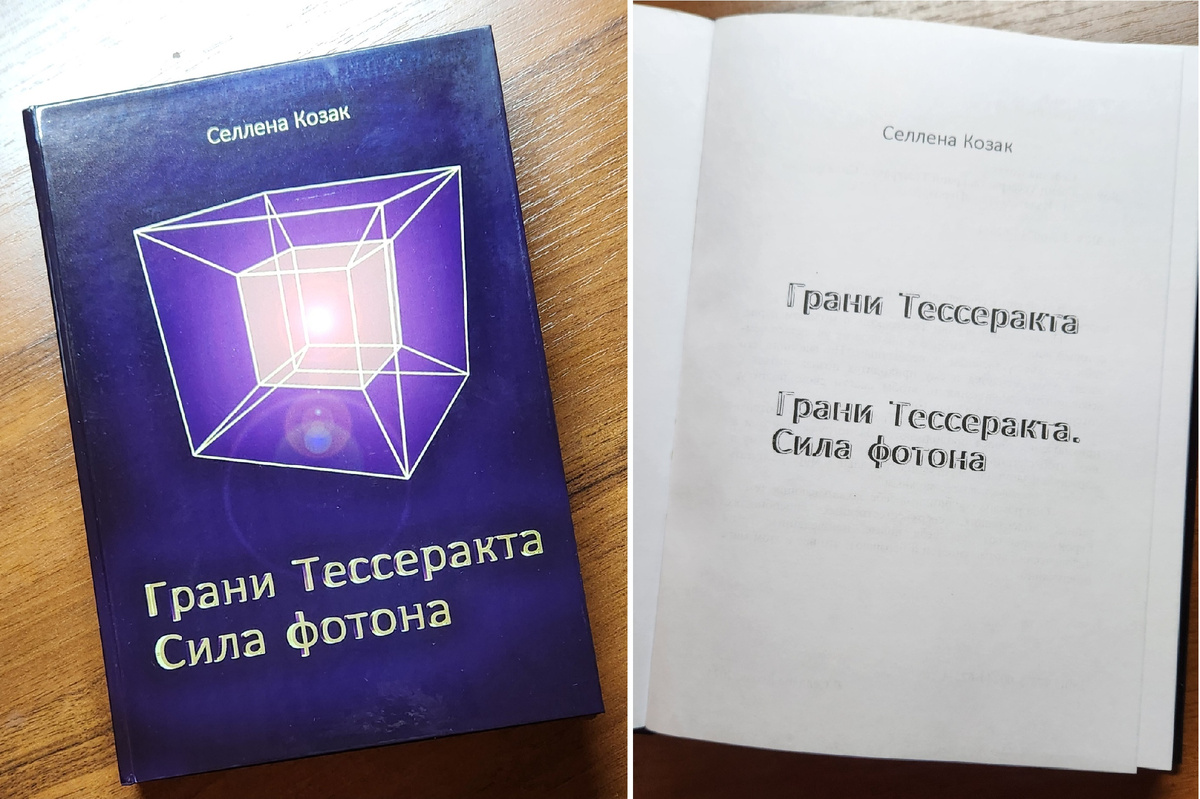 Селлена Козак
Грани Тессеракта
Сила фотона
Селлена Козак
Грани Тессеракта
Грани Тессеракта.
Сила фотона